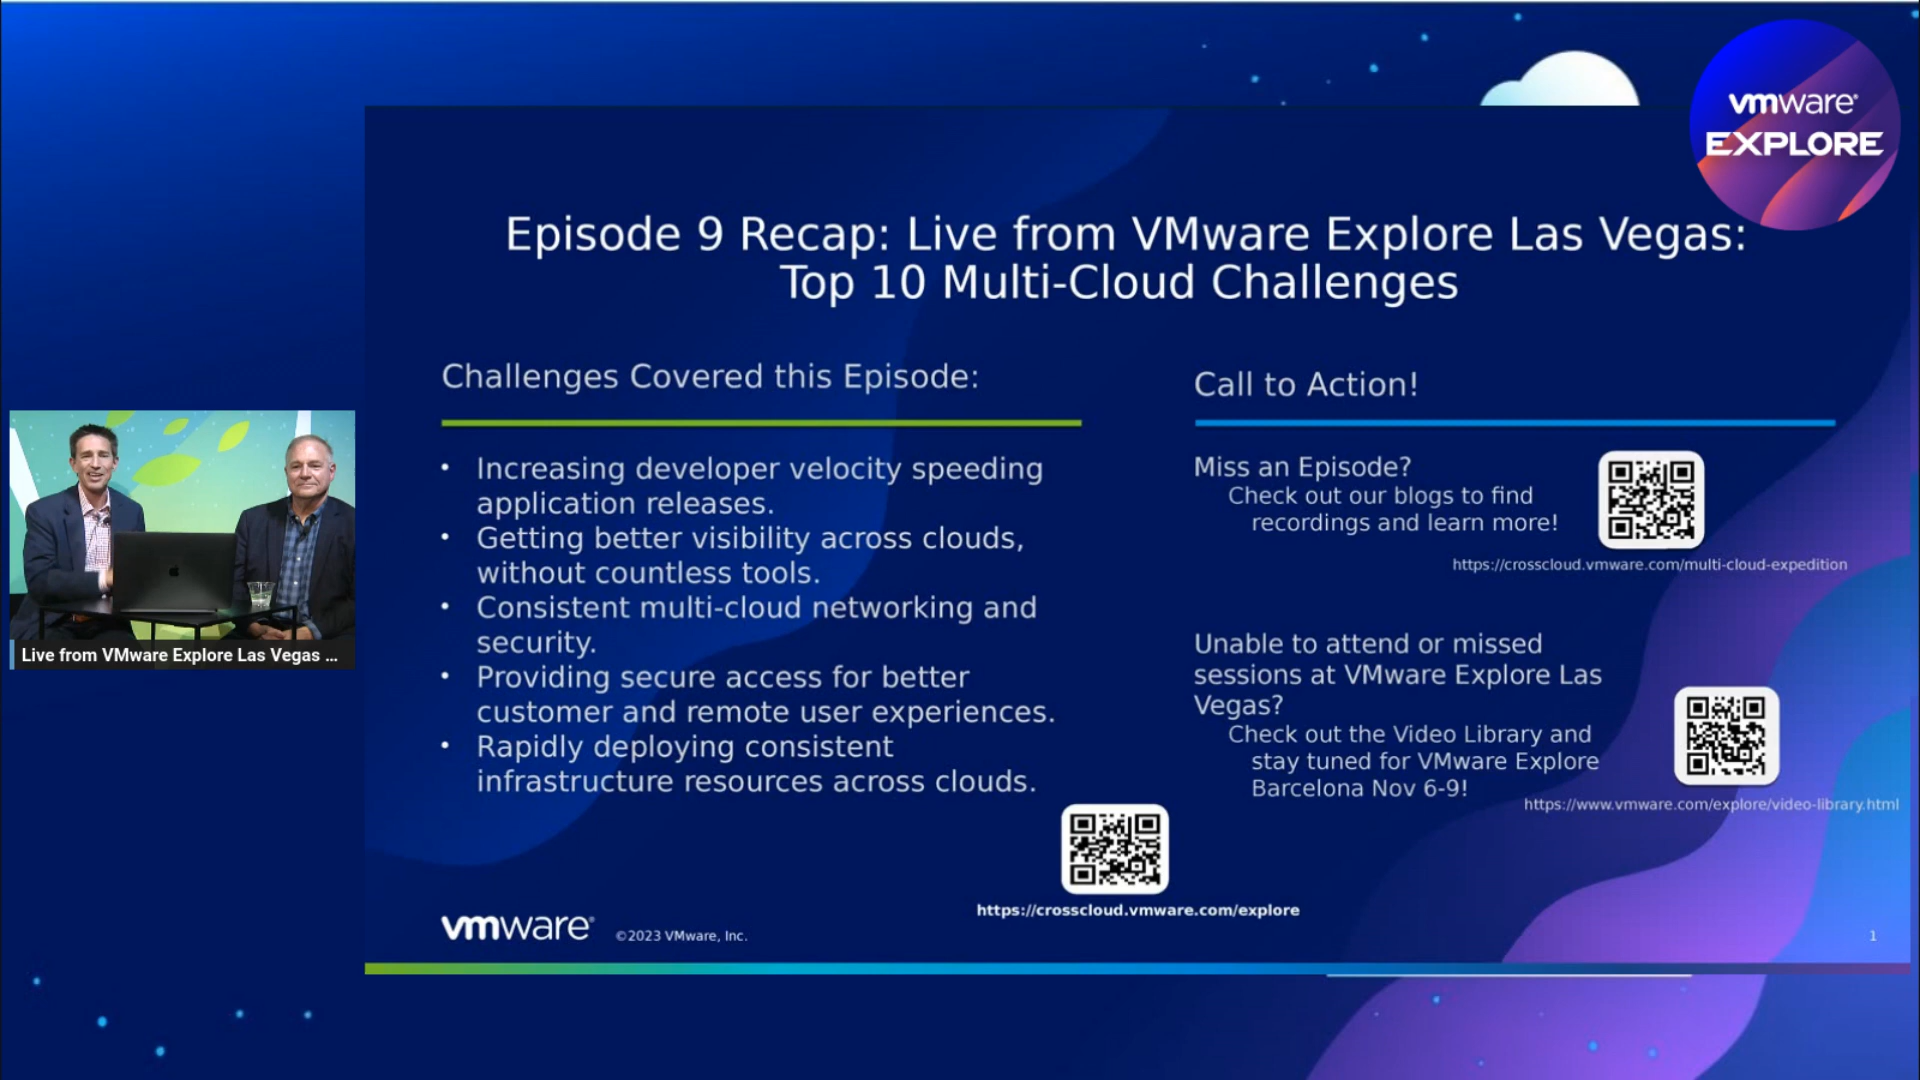 vmware®
EXPLORE
Episode 9 Recap: Live from VMware Explore Las Vegas:
Top 10 Multi-Cloud Challenges
Challenges Covered this Episode:
• Increasing developer velocity speeding
application releases.
• Getting better visibility across clouds,
without countless tools.
• Consistent multi-cloud networking and
security.
• Providing secure access for better
customer and remote user experiences.
• Rapidly deploying consistent
infrastructure resources across clouds.
Call to Action!
Miss an Episode?
Check out our blogs to find
recordings and learn more!
https://crosscloud.vmware.com/multi-cloud-expedition
Unable to attend or missed
sessions at VMware Explore Las
Vegas?
Check out the Video Library and
stay tuned for VMware Explore
Barcelona Nov 6-9!
https://www.vmware.com/explore/video-library.html
https://crosscloud.vmware.com/explore
Live from VMware Explore Las Vegas ...
vmware®
©2023 VMware, Inc.
1